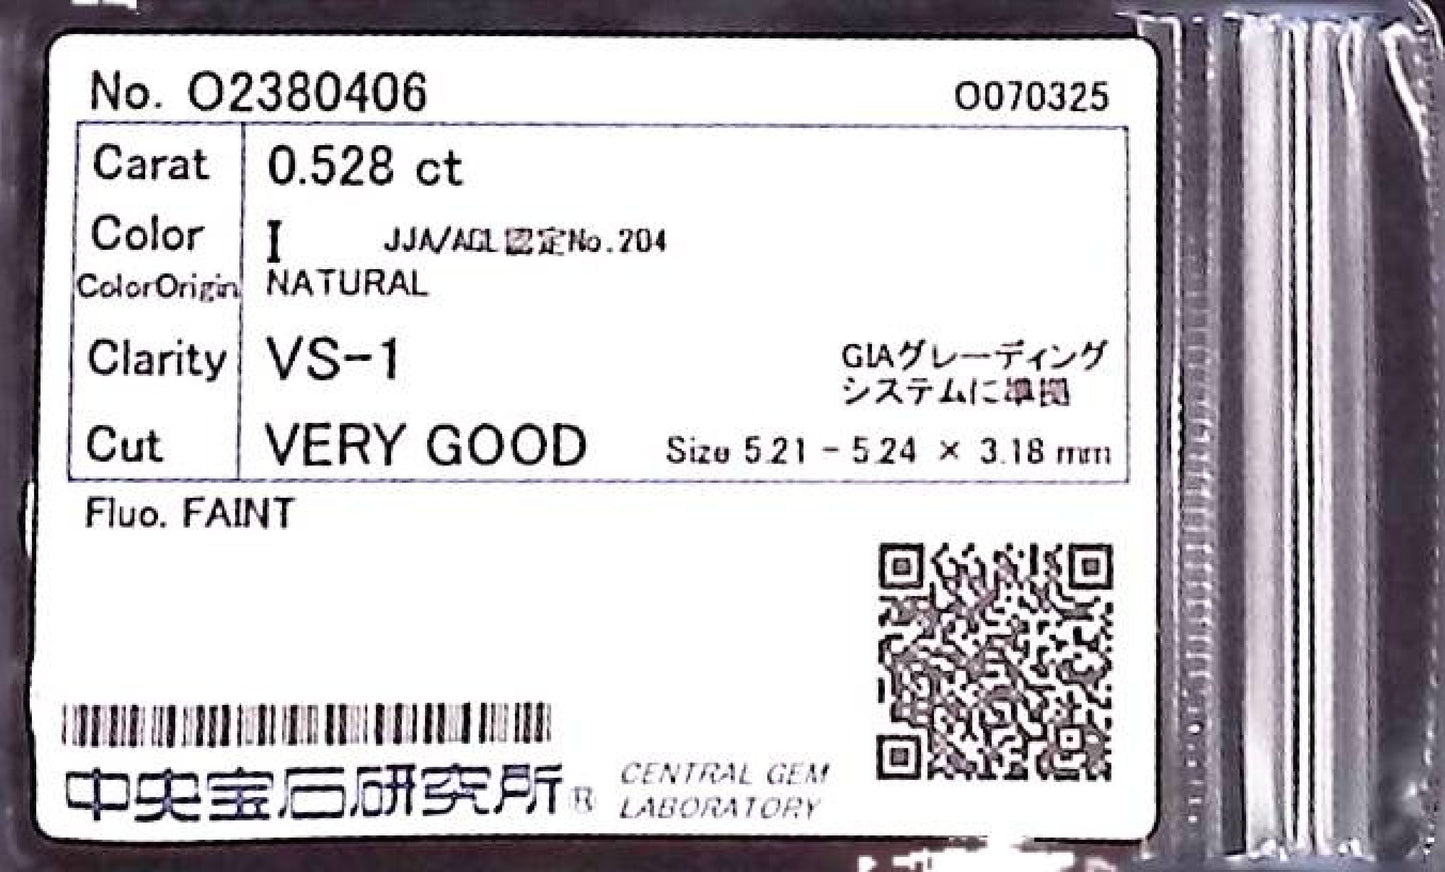 No. O2380406 O070325
Carat 0.528 ct
Color I JJA/AGL認定No.204
ColorOrigin NATURAL
Clarity VS-1 GIAグレーディング
システムに準拠
Cut VERY GOOD Size 5.21 - 5.24 × 3.18 mm
Fluo. FAINT
中央宝石研究所® CENTRAL GEM
LABORATORY